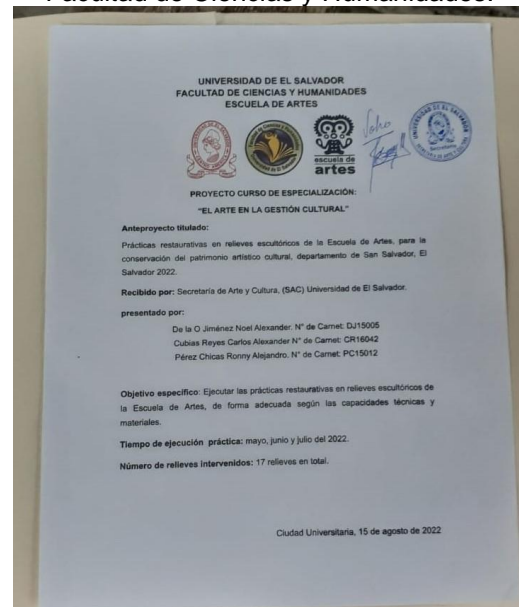 Facultad de Ciencias y Humanidades.
UNIVERSIDAD DE EL SALVADOR
FACULTAD DE CIENCIAS Y HUMANIDADES
ESCUELA DE ARTES
escuela de
artes
PROYECTO CURSO DE ESPECIALIZACIÓN:
“EL ARTE EN LA GESTIÓN CULTURAL”
Anteproyecto titulado:
Prácticas restaurativas en relieves escultóricos de la Escuela de Artes, para la
conservación del patrimonio artístico cultural, departamento de San Salvador, El
Salvador 2022.
Recibido por: Secretaría de Arte y Cultura, (SAC) Universidad de El Salvador.
presentado por:
De la O Jiménez Noel Alexander. N° de Carnet: DJ15005
Cubias Reyes Carlos Alexander N° de Carnet: CR16042
Pérez Chicas Ronny Alejandro. N° de Carnet: PC15012
Objetivo específico: Ejecutar las prácticas restaurativas en relieves escultóricos de
la Escuela de Artes, de forma adecuada según las capacidades técnicas y
materiales.
Tiempo de ejecución práctica: mayo, junio y julio del 2022.
Número de relieves intervenidos: 17 relieves en total.
Ciudad Universitaria, 15 de agosto de 2022